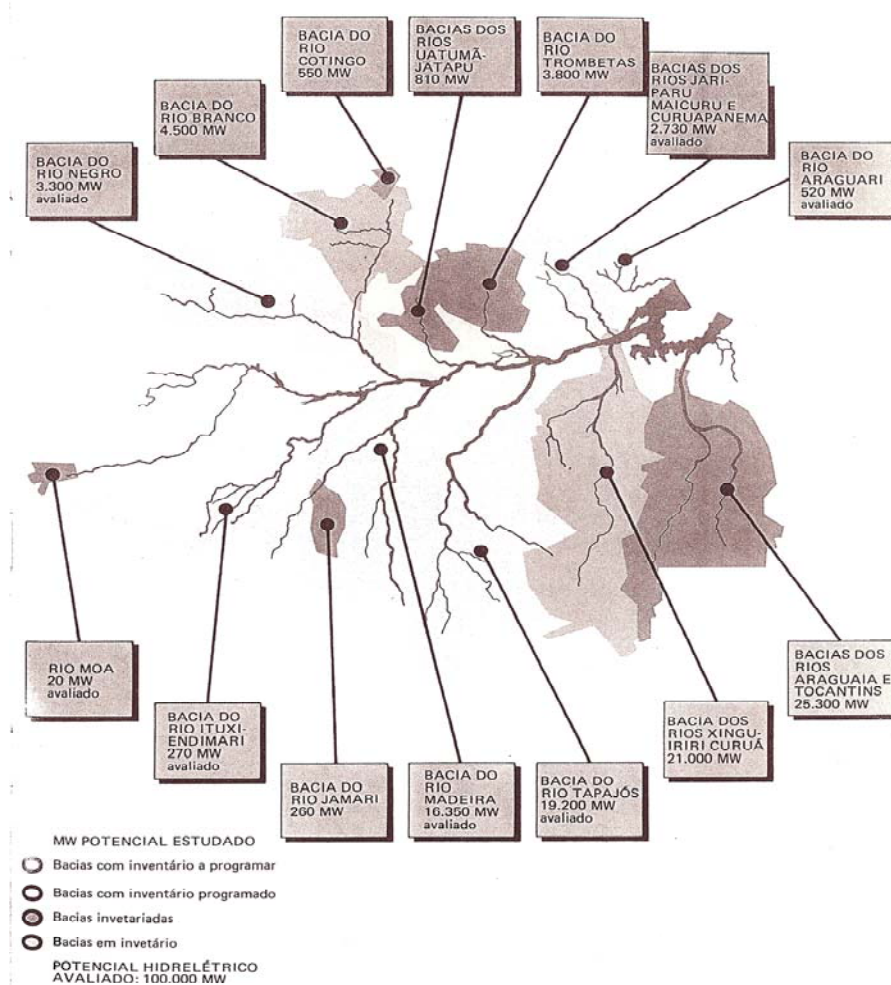 BACIA DO
RIO
COTINGO
550 MW
BACIAS DOS
RIOS
UATUMÃ-
JATAPU
810 MW
BACIA DO
RIO
TROMBETAS
3.800 MW
BACIAS DOS
RIOS JARI-
PARU
MAICURU E
CURUAPANEMA
2.730 MW
avaliado
BACIA DO
RIO BRANCO
4.500 MW
BACIA DO
RIO NEGRO
3.300 MW
avaliado
BACIA DO
RIO
ARAGUARI
520 MW
avaliado
RIO MOA
20 MW
avaliado
BACIA DO
RIO ITUXI-
ENDIMARI
270 MW
avaliado
BACIA DO
RIO JAMARI
260 MW
BACIA DO
RIO
MADEIRA
16.350 MW
avaliado
BACIA DO
RIO TAPAJÓS
19.200 MW
avaliado
BACIA DOS
RIOS XINGU-
IRIRI CURUÁ
21.000 MW
BACIAS DOS
RIOS
ARAGUAIA E
TOCANTINS
25.300 MW
MW POTENCIAL ESTUDADO
Bacias com inventário a programar
Bacias com inventário programado
Bacias invetariadas
Bacias em invetário
POTENCIAL HIDRELÉTRICO
AVALIADO: 100.000 MW